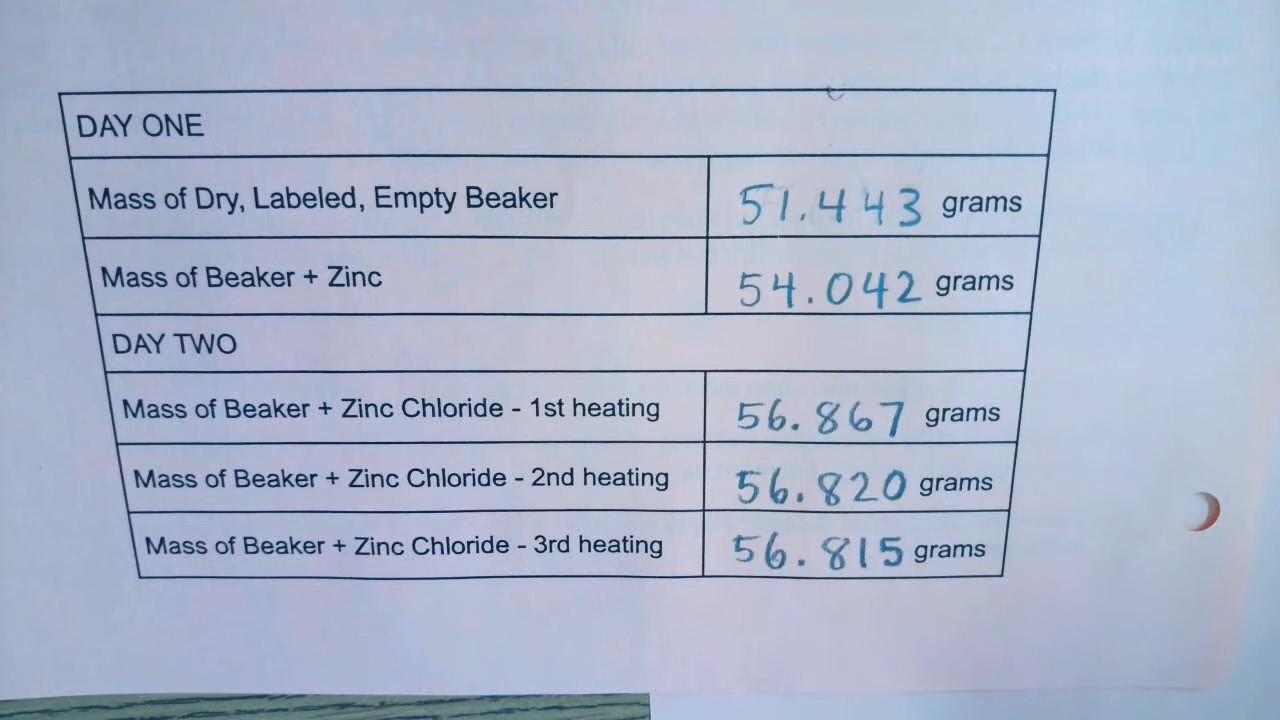 DAY ONE
Mass of Dry, Labeled, Empty Beaker 51.443 grams
Mass of Beaker + Zinc 54.042 grams
DAY TWO
Mass of Beaker + Zinc Chloride - 1st heating 56.867 grams
Mass of Beaker + Zinc Chloride - 2nd heating 56.820 grams
Mass of Beaker + Zinc Chloride - 3rd heating 56.815 grams